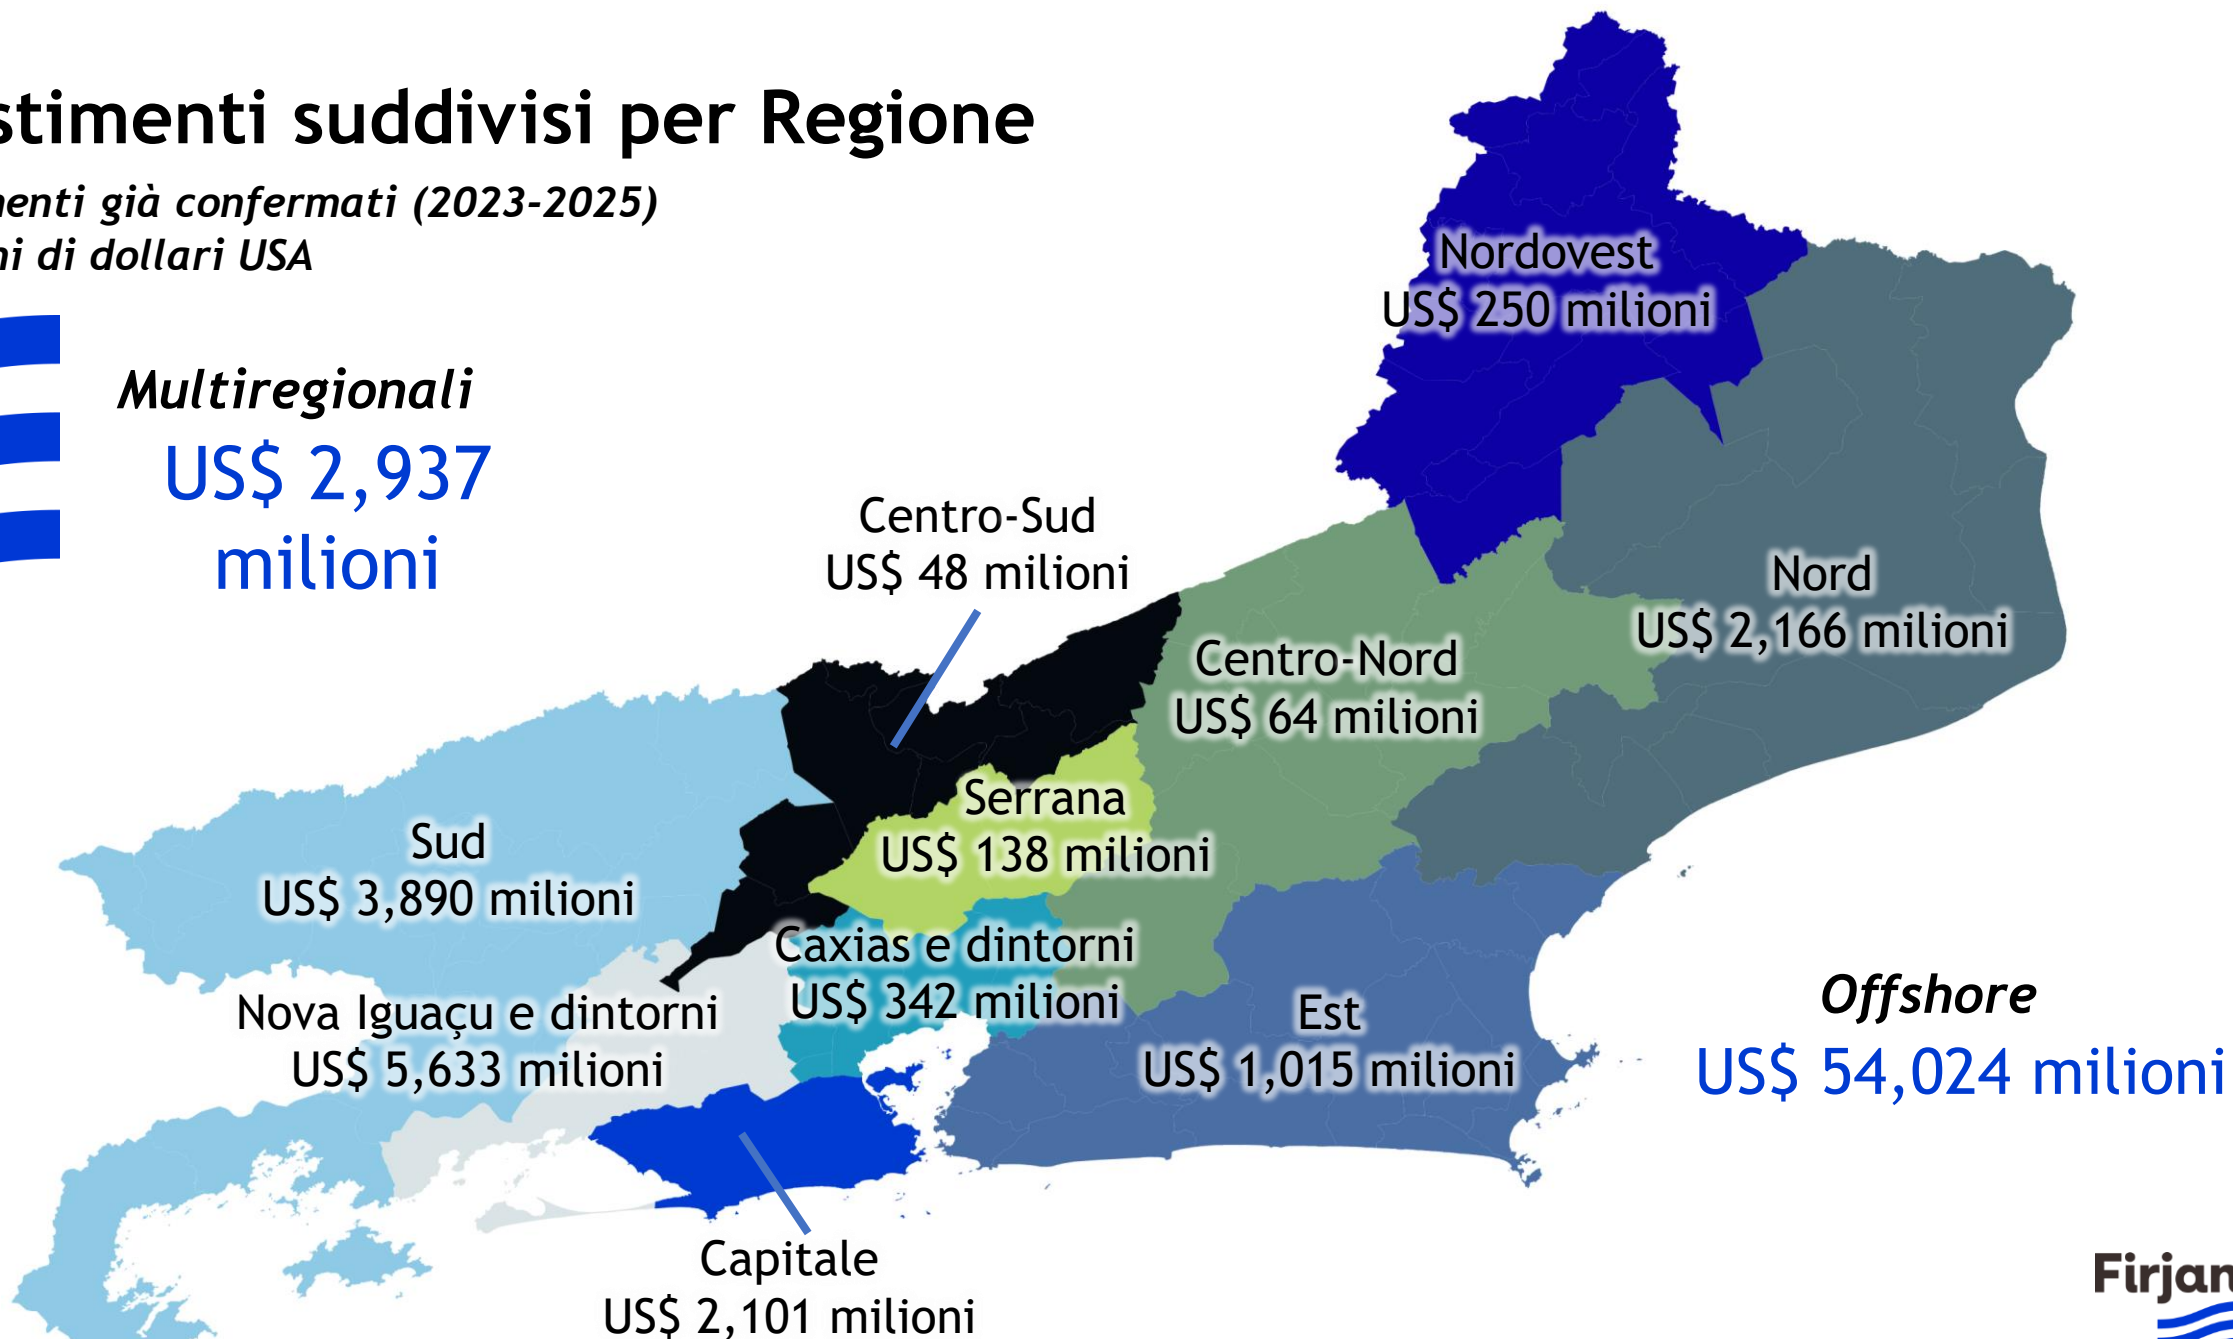 stimenti suddivisi per Regione
enti già confermati (2023-2025)
ni di dollari USA
Multiregionali
US$ 2,937
milioni
Nordovest
US$ 250 milioni
Centro-Sud
US$ 48 milioni
Nord
US$ 2,166 milioni
Centro-Nord
US$ 64 milioni
Serrana
US$ 138 milioni
Sud
US$ 3,890 milioni
Caxias e dintorni
US$ 342 milioni
Nova Iguaçu e dintorni
US$ 5,633 milioni
Est
US$ 1,015 milioni
Offshore
US$ 54,024 milioni
Capitale
US$ 2,101 milioni
Firjan